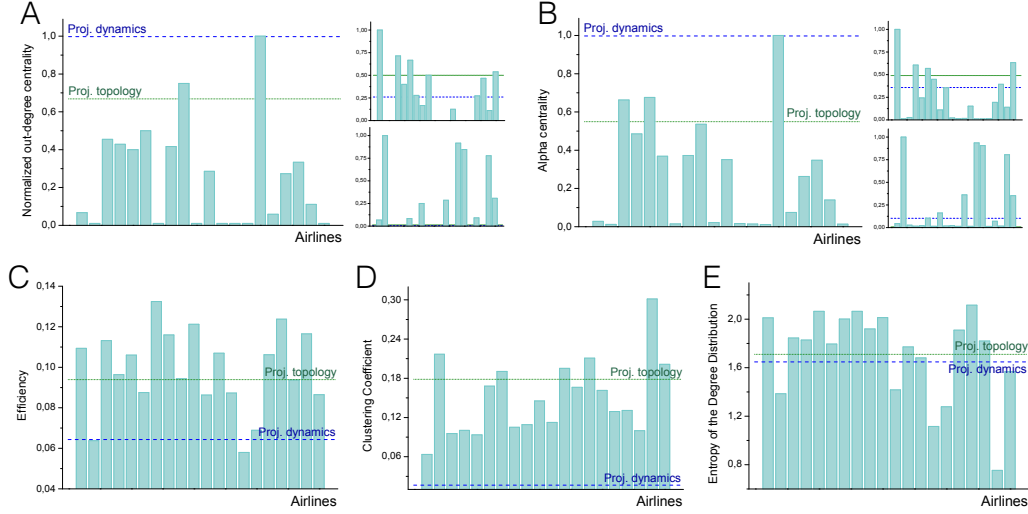 A
Normalized out-degree centrality
1,0
0,8
0,6
0,4
0,2
0,0
Proj. dynamics
Proj. topology
Airlines
1,00
0,75
0,50
0,25
0,00
1,00
0,75
0,50
0,25
0,00
B
Alpha centrality
1,0
0,8
0,6
0,4
0,2
0,0
Proj. dynamics
Proj. topology
Airlines
1,00
0,75
0,50
0,25
0,00
1,00
0,75
0,50
0,25
0,00
C
Efficiency
0,14
0,12
0,10
0,08
0,06
0,04
Proj. topology
Proj. dynamics
Airlines
D
Clustering Coefficient
0,30
0,24
0,18
0,12
0,06
Proj. topology
Proj. dynamics
Airlines
E
Entropy of the Degree Distribution
2,0
1,6
1,2
0,8
Proj. topology
Proj. dynamics
Airlines